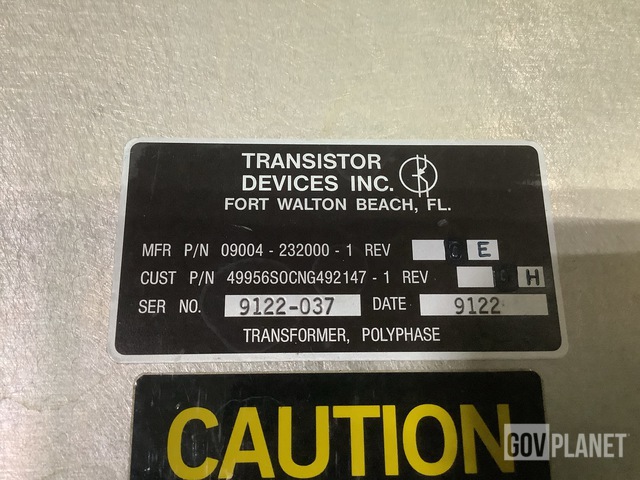 TRANSISTOR
DEVICES INC.
FORT WALTON BEACH, FL.
MFR P/N 09004-232000-1 REV E
CUST P/N 49956SOCNG492147-1 REV H
SER NO. 9122-037 DATE 9122
TRANSFORMER, POLYPHASE
CAUTION
GOVPLANET